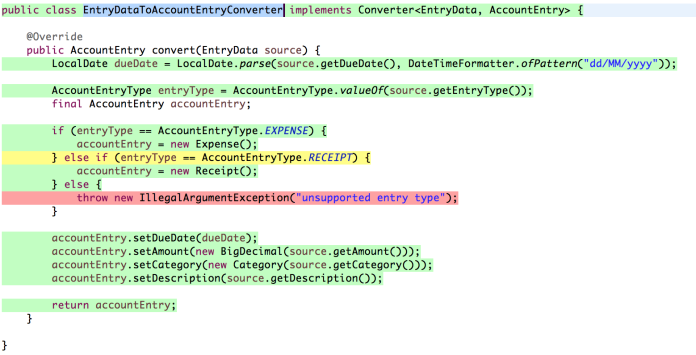 public class EntryDataToAccountEntryConverter implements Converter<EntryData, AccountEntry> {
@Override
public AccountEntry convert(EntryData source) {
LocalDate dueDate = LocalDate.parse(source.getDueDate(), DateTimeFormatter.ofPattern("dd/MM/yyyy"));
AccountEntryType entryType = AccountEntryType.valueOf(source.getEntryType());
final AccountEntry accountEntry;
if (entryType == AccountEntryType.EXPENSE) {
accountEntry = new Expense();
} else if (entryType == AccountEntryType.RECEIPT) {
accountEntry = new Receipt();
} else {
throw new IllegalArgumentException("unsupported entry type");
}
accountEntry.setDueDate(dueDate);
accountEntry.setAmount(new BigDecimal(source.getAmount()));
accountEntry.setCategory(new Category(source.getCategory()));
accountEntry.setDescription(source.getDescription());
return accountEntry;
}
}